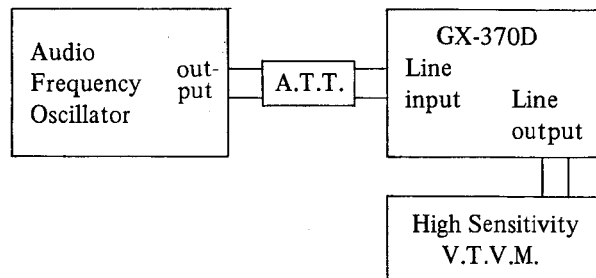 Audio
Frequency
Oscillator
out-
put
A.T.T.
GX-370D
Line
input
Line
output
High Sensitivity
V.T.V.M.